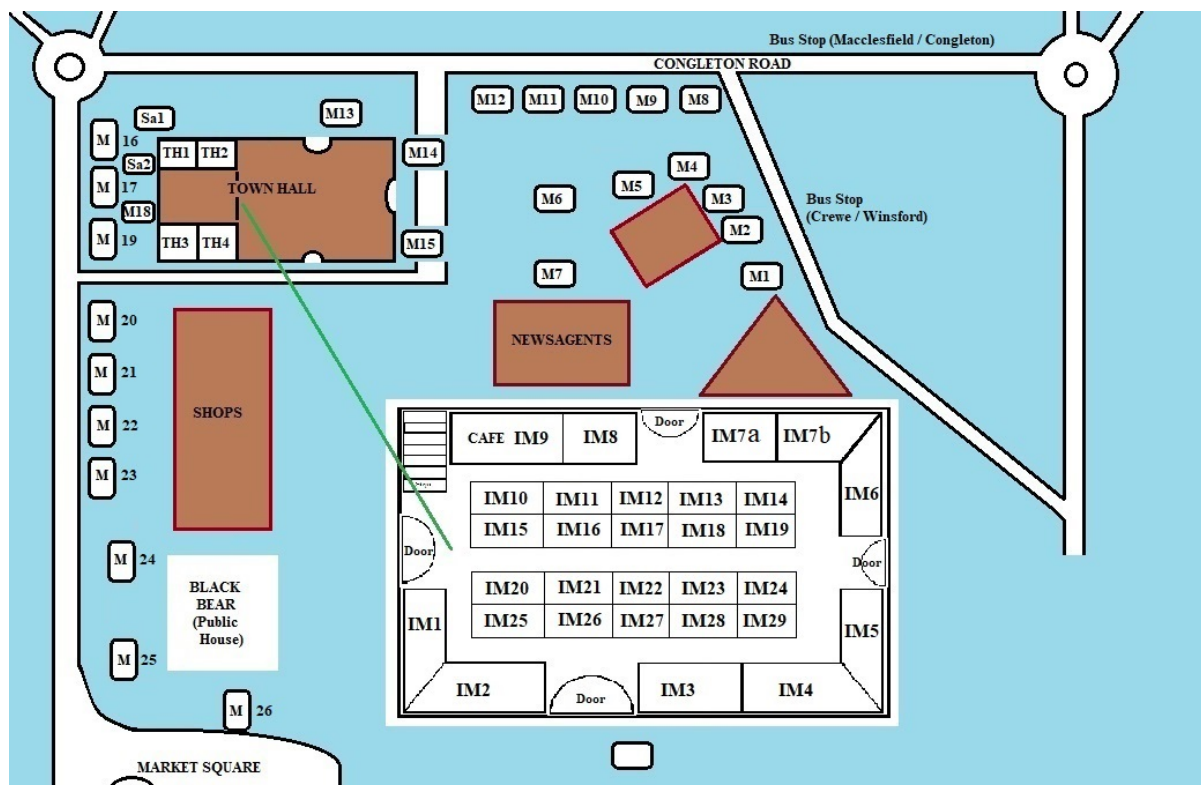 Bus Stop (Macclesfield / Congleton)
CONGLETON ROAD
M12 M11 M10 M9 M8
Sa1
M13
M 16
TH1 TH2
M14
Sa2
M 17
TOWN HALL
M4
M5
M3
M6
M18
M2
Bus Stop
(Crewe / Winsford)
M 19
TH3 TH4
M15
M7
M1
M 20
NEWSAGENTS
M 21
SHOPS
M 22
M 23
CAFE IM9 IM8
Door
IM7a IM7b
IM6
IM10 IM11 IM12 IM13 IM14
IM15 IM16 IM17 IM18 IM19
Door
Door
M 24
BLACK
BEAR
(Public
House)
IM20 IM21 IM22 IM23 IM24
IM25 IM26 IM27 IM28 IM29
IM1
IM5
M 25
IM2
Door
IM3
IM4
M 26
MARKET SQUARE